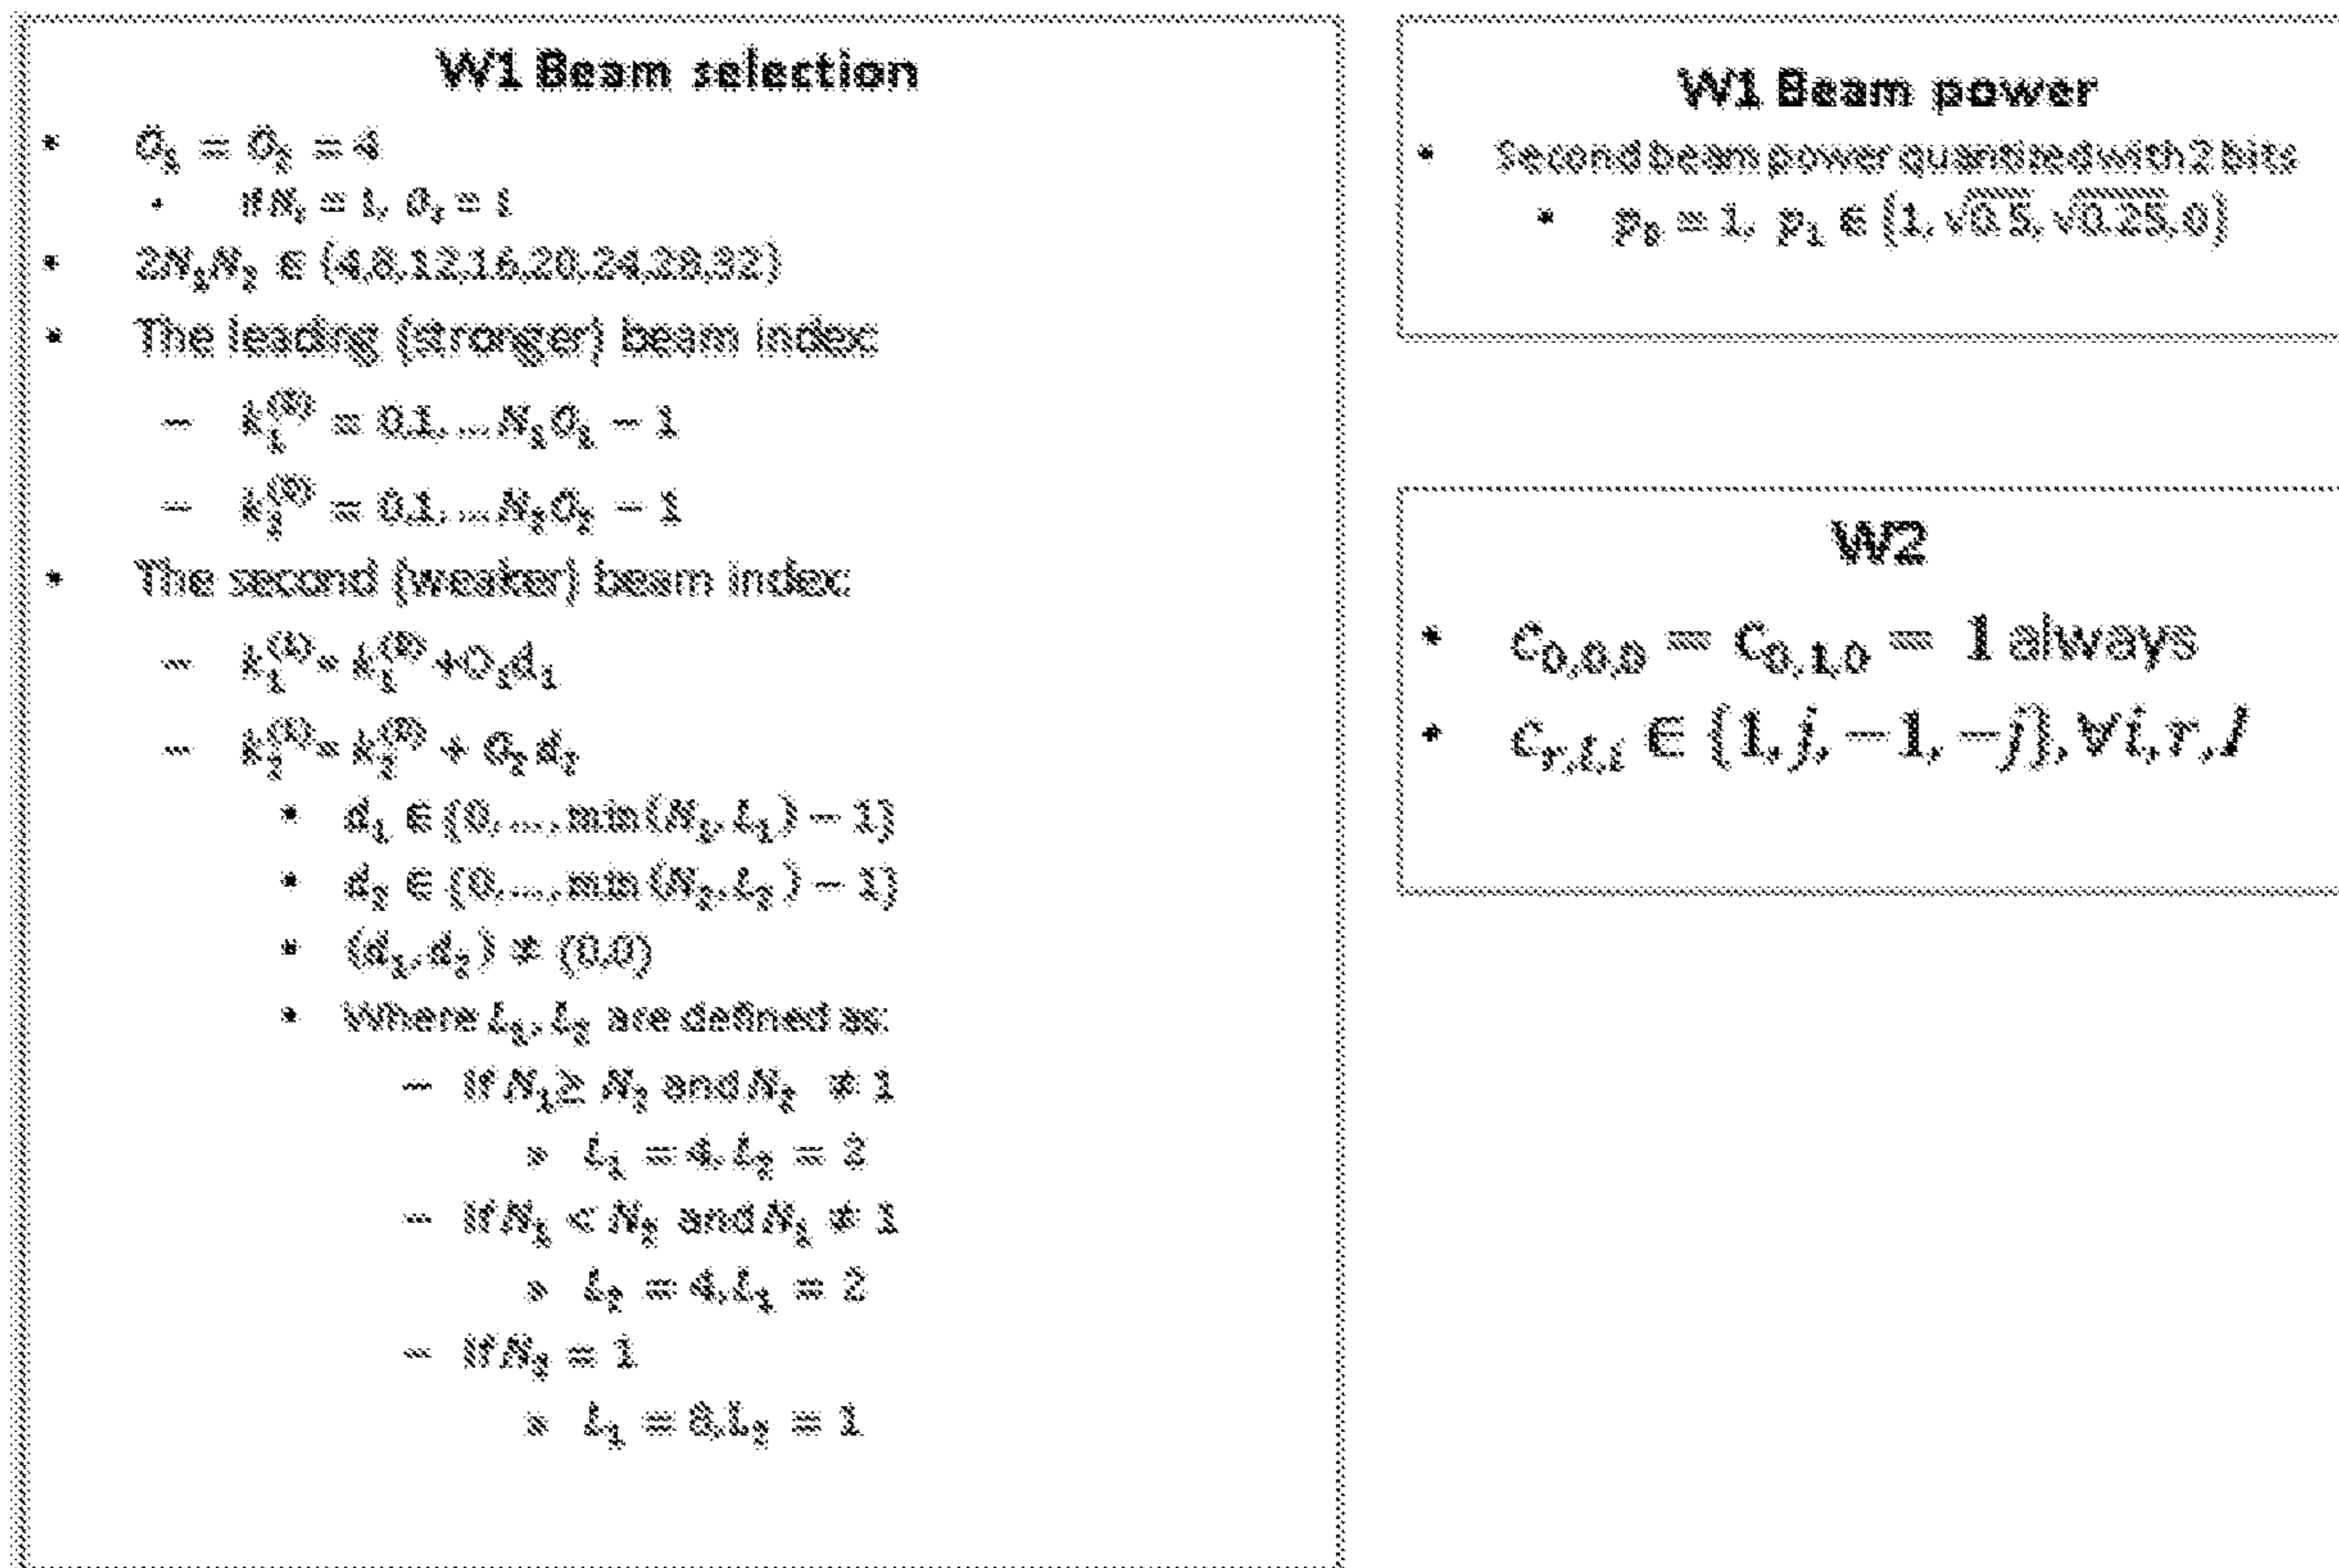 W1 Beam selection
• O₁ = O₂ = 4
• If N₂ = 1, O₂ = 1
• 2N₁N₂ ∈ {4,8,12,16,20,24,28,32}
• The leading (stronger) beam index:
– k₁⁽⁰⁾ = 0,1,...N₁O₁ − 1
– k₂⁽⁰⁾ = 0,1,...N₂O₂ − 1
• The second (weaker) beam index:
– k₁⁽¹⁾= k₁⁽⁰⁾ +O₁d₁
– k₂⁽¹⁾= k₂⁽⁰⁾ + O₂d₂
• d₁ ∈ {0, ..., min(N₁, L₁) − 1}
• d₂ ∈ {0, ..., min(N₂, L₂) − 1}
• (d₁, d₂) ≠ (0,0)
• Where L₁, L₂ are defined as:
– If N₁≥ N₂ and N₂ ≠ 1
» L₁ = 4, L₂ = 2
– If N₁ < N₂ and N₁ ≠ 1
» L₂ = 4, L₁ = 2
– If N₂ = 1
» L₁ = 8, L₂ = 1
W1 Beam power
• Second beam power quantized with 2 bits
• p₀ = 1, p₁ ∈ {1, √0.5, √0.25, 0}
W2
• c₀,₀,₀ = c₀,₁,₀ = 1 always
• c_{r,l,i} ∈ {1, j, −1, −j}, ∀i, r, l